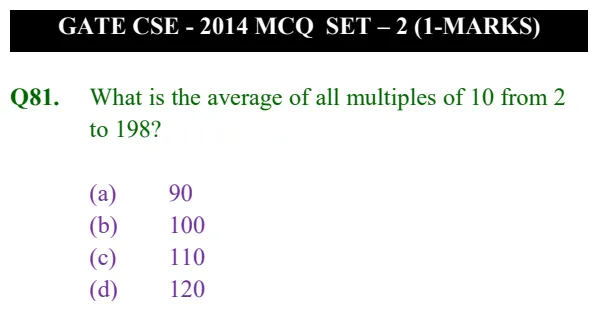 GATE CSE - 2014 MCQ SET – 2 (1-MARKS)
Q81. What is the average of all multiples of 10 from 2
to 198?
(a) 90
(b) 100
(c) 110
(d) 120